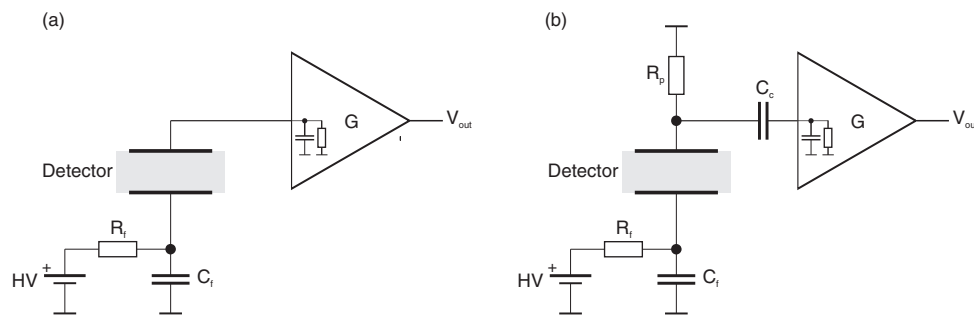 (a)
G
V_out
Detector
R_f
HV
+
C_f
(b)
R_p
C_c
G
V_ou
Detector
R_f
HV
+
C_f